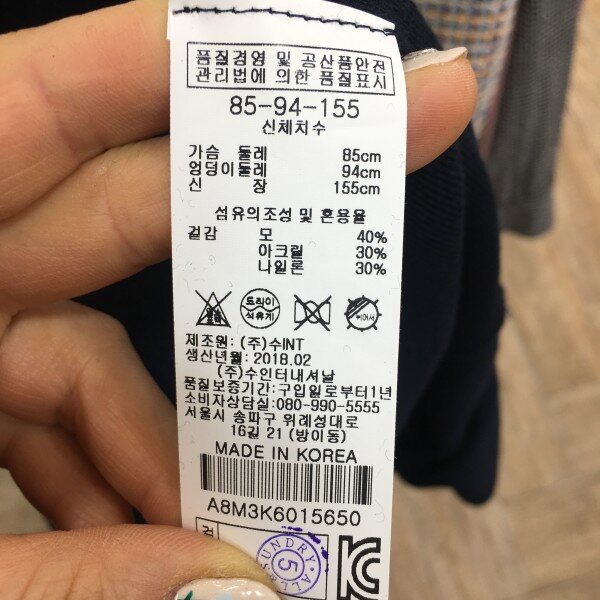 품질경영 및 공산품안전
관리법에 의한 품질표시
85-94-155
신체치수
가슴 둘레 85cm
엉덩이둘레 94cm
신 장 155cm
섬유의조성 및 혼용율
겉감 모 40%
아크릴 30%
나일론 30%
드라이
석유계
뉘어서
제조원: (주)수INT
생산년월: 2018.02
(주)수인터내셔날
품질보증기간:구입일로부터1년
소비자상담실:080-990-5555
서울시 송파구 위례성대로
16길 21 (방이동)
MADE IN KOREA
A8M3K6015650
5